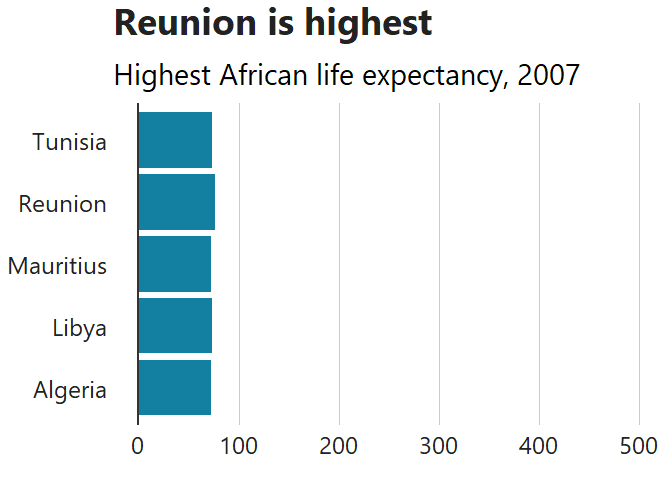 Reunion is highest
Highest African life expectancy, 2007
Tunisia
Reunion
Mauritius
Libya
Algeria
0 100 200 300 400 500